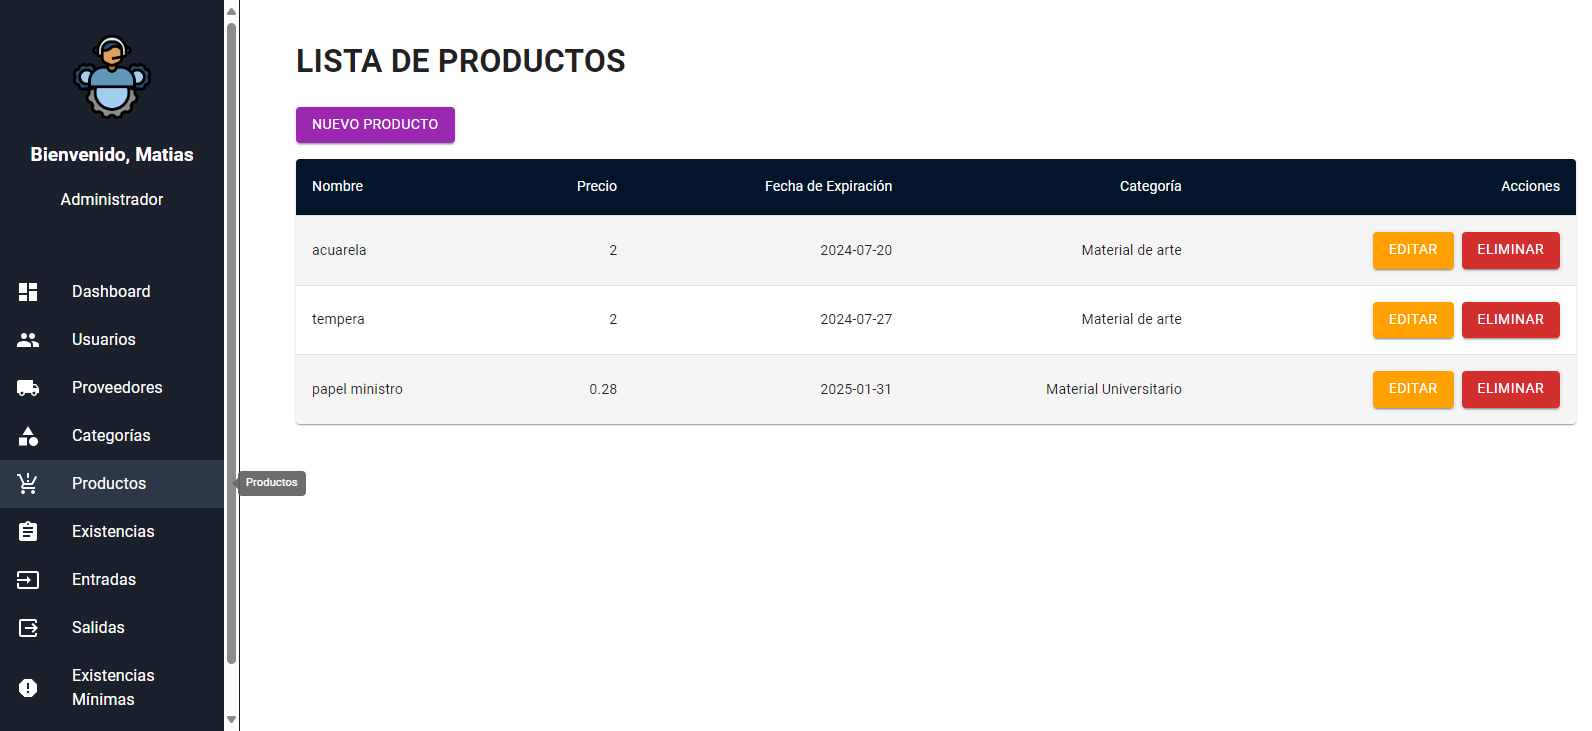 Bienvenido, Matias
Administrador
Dashboard
Usuarios
Proveedores
Categorías
Productos
Existencias
Entradas
Salidas
Existencias
Mínimas
Productos
LISTA DE PRODUCTOS
NUEVO PRODUCTO
Nombre Precio Fecha de Expiración Categoría Acciones
acuarela 2 2024-07-20 Material de arte EDITAR ELIMINAR
tempera 2 2024-07-27 Material de arte EDITAR ELIMINAR
papel ministro 0.28 2025-01-31 Material Universitario EDITAR ELIMINAR